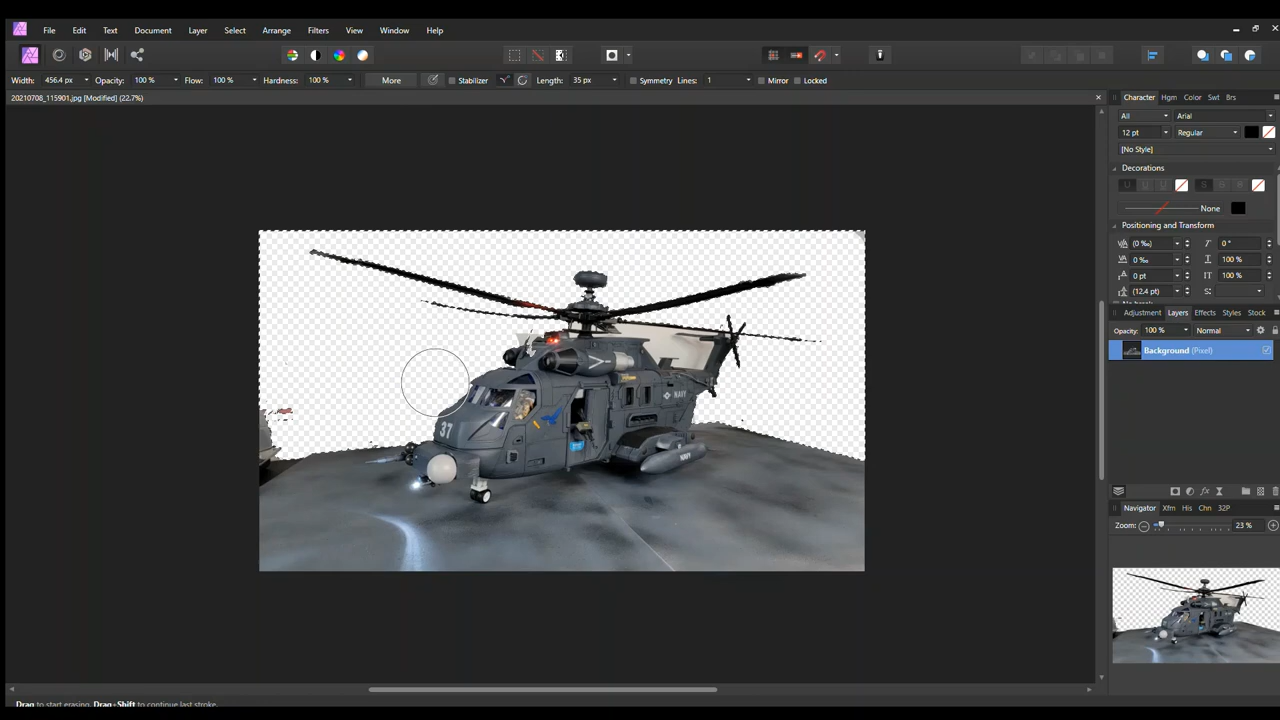 File Edit Text Document Layer Select Arrange Filters View Window Help
Width: 456.4 px Opacity: 100 % Flow: 100 % Hardness: 100 % More Stabilizer Length: 35 px Symmetry Lines: 1 Mirror Locked
20210708_115901.jpg [Modified] (22.7%)
Character Hgm Color Swt Brs
All Arial
12 pt Regular
[No Style]
Decorations
U U U S S
None
Positioning and Transform
(0 ‰) 0 °
0 ‰ 100 %
0 pt 100 %
(12.4 pt)
Adjustment Layers Effects Styles Stock
Opacity: 100 % Normal
Background (Pixel)
NAVY
37
NAVY
Navigator Xfm His Chn 32P
Zoom: 23 %
Drag to start erasing. Drag+Shift to continue last stroke.